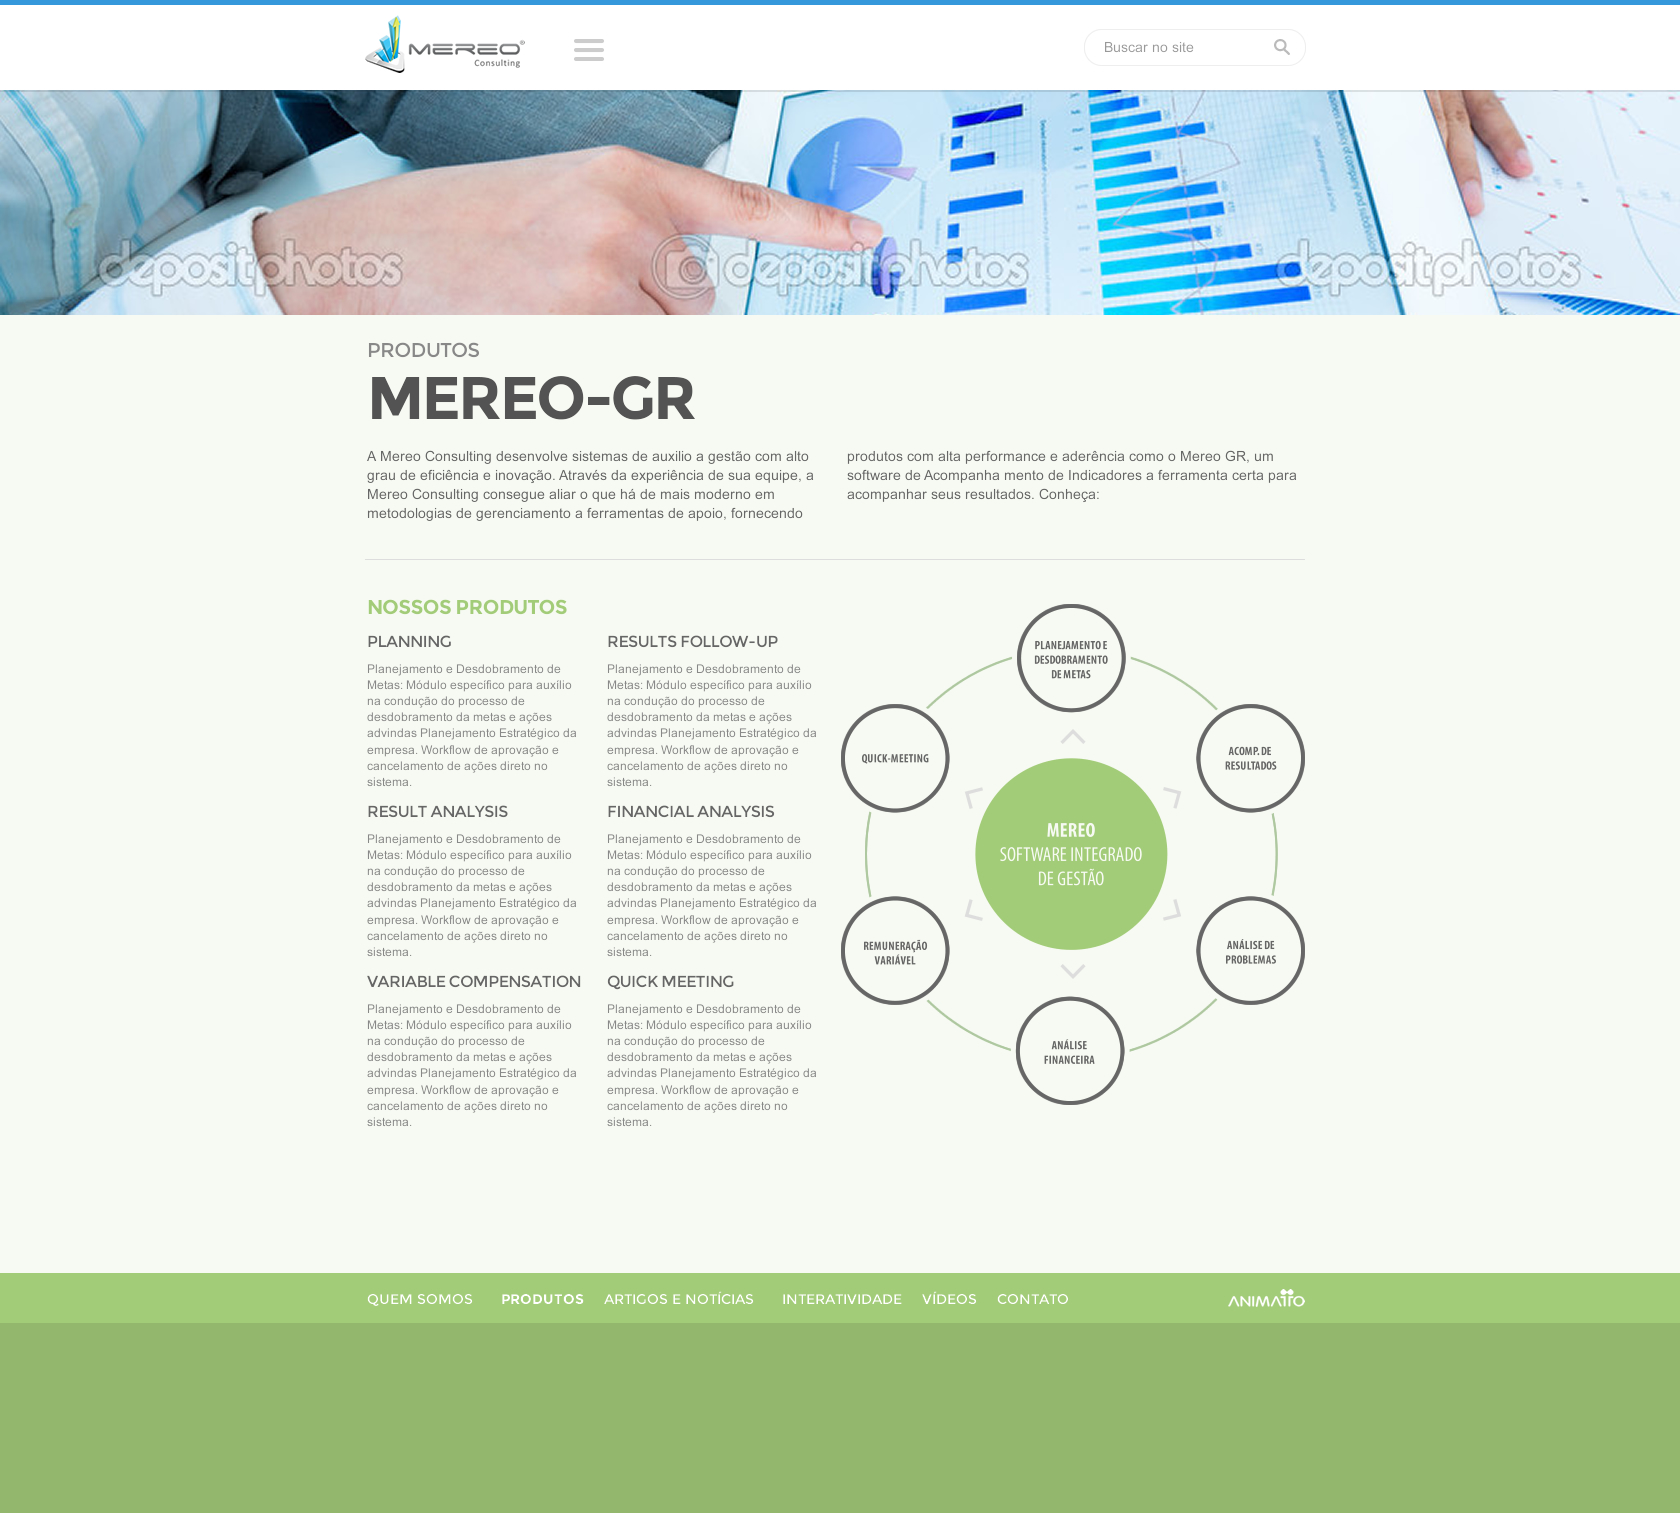 MEREO®
Consulting
Buscar no site
depositphotos
depositphotos
depositphotos
PRODUTOS
MEREO-GR
A Mereo Consulting desenvolve sistemas de auxilio a gestão com alto
grau de eficiência e inovação. Através da experiência de sua equipe, a
Mereo Consulting consegue aliar o que há de mais moderno em
metodologias de gerenciamento a ferramentas de apoio, fornecendo
produtos com alta performance e aderência como o Mereo GR, um
software de Acompanha mento de Indicadores a ferramenta certa para
acompanhar seus resultados. Conheça:
NOSSOS PRODUTOS
PLANNING
Planejamento e Desdobramento de
Metas: Módulo específico para auxílio
na condução do processo de
desdobramento da metas e ações
advindas Planejamento Estratégico da
empresa. Workflow de aprovação e
cancelamento de ações direto no
sistema.
RESULTS FOLLOW-UP
Planejamento e Desdobramento de
Metas: Módulo específico para auxílio
na condução do processo de
desdobramento da metas e ações
advindas Planejamento Estratégico da
empresa. Workflow de aprovação e
cancelamento de ações direto no
sistema.
RESULT ANALYSIS
Planejamento e Desdobramento de
Metas: Módulo específico para auxílio
na condução do processo de
desdobramento da metas e ações
advindas Planejamento Estratégico da
empresa. Workflow de aprovação e
cancelamento de ações direto no
sistema.
FINANCIAL ANALYSIS
Planejamento e Desdobramento de
Metas: Módulo específico para auxílio
na condução do processo de
desdobramento da metas e ações
advindas Planejamento Estratégico da
empresa. Workflow de aprovação e
cancelamento de ações direto no
sistema.
VARIABLE COMPENSATION
Planejamento e Desdobramento de
Metas: Módulo específico para auxílio
na condução do processo de
desdobramento da metas e ações
advindas Planejamento Estratégico da
empresa. Workflow de aprovação e
cancelamento de ações direto no
sistema.
QUICK MEETING
Planejamento e Desdobramento de
Metas: Módulo específico para auxílio
na condução do processo de
desdobramento da metas e ações
advindas Planejamento Estratégico da
empresa. Workflow de aprovação e
cancelamento de ações direto no
sistema.
PLANEJAMENTO E
DESDOBRAMENTO
DE METAS
QUICK-MEETING
ACOMP. DE
RESULTADOS
MEREO
SOFTWARE INTEGRADO
DE GESTÃO
REMUNERAÇÃO
VARIÁVEL
ANÁLISE DE
PROBLEMAS
ANÁLISE
FINANCEIRA
QUEM SOMOS PRODUTOS ARTIGOS E NOTÍCIAS INTERATIVIDADE VÍDEOS CONTATO
ANIMATTO